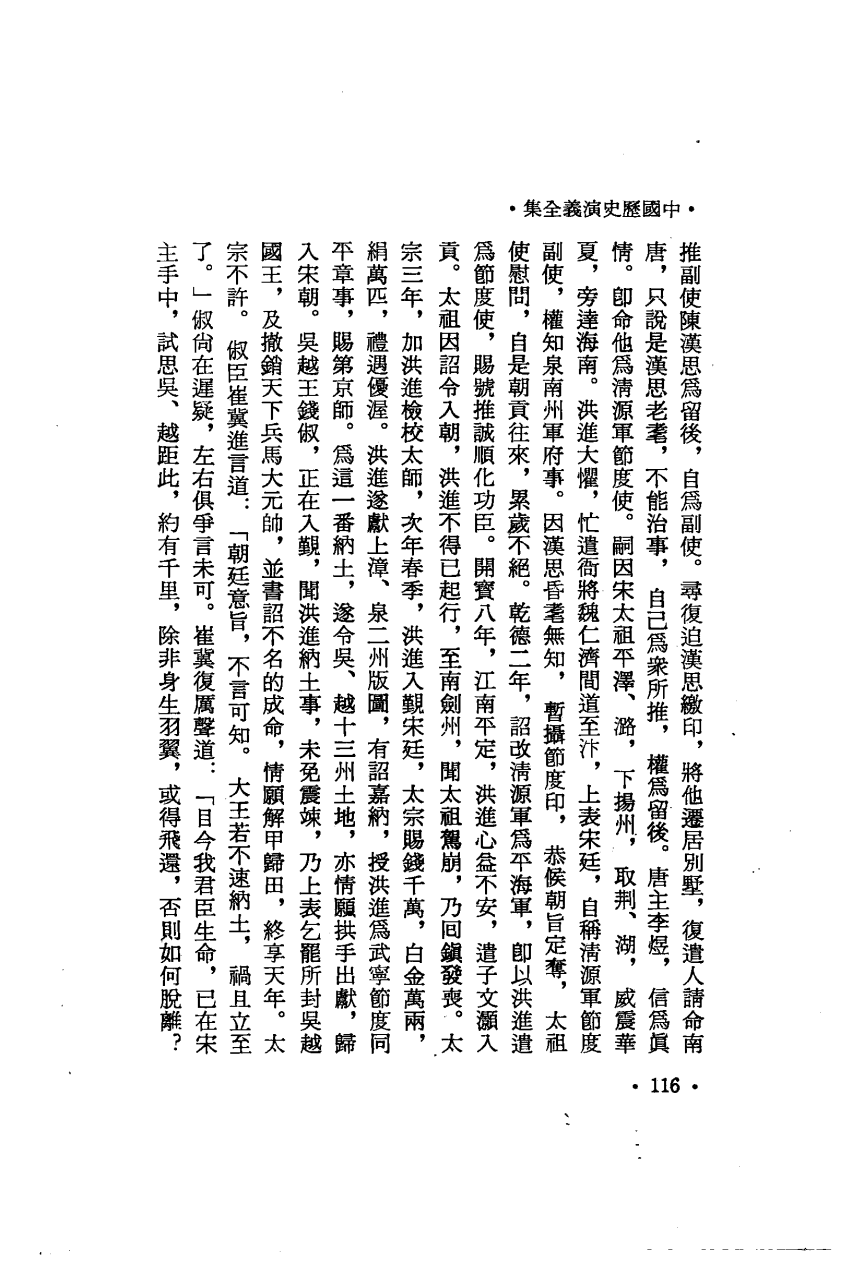 •中國歷史演義全集•
推副使陳漢思爲留後，自爲副使。尋復迫漢思繳印，將他遷居別墅，復遣人請命南
唐，只說是漢思老耄，不能治事，自己爲衆所推，權爲留後。唐主李煜，信爲眞
情。卽命他爲淸源軍節度使。嗣因宋太祖平澤、潞，下揚州，取荆、湖，威震華
夏，旁達海南。洪進大懼，忙遣衙將魏仁濟間道至汴，上表宋廷，自稱淸源軍節度
副使，權知泉南州軍府事。因漢思昏耄無知，暫攝節度印，恭候朝旨定奪，太祖
使慰問，自是朝貢往來，累歲不絕。乾德二年，詔改淸源軍爲平海軍，卽以洪進遣
爲節度使，賜號推誠順化功臣。開寶八年，江南平定，洪進心益不安，遣子文灝入
貢。太祖因詔令入朝，洪進不得已起行，至南劍州，聞太祖駕崩，乃回鎭發喪。太
宗三年，加洪進檢校太師，次年春季，洪進入覲宋廷，太宗賜錢千萬，白金萬兩，
絹萬匹，禮遇優渥。洪進遂獻上漳、泉二州版圖，有詔嘉納，授洪進爲武寧節度同
平章事，賜第京師。爲這一番納土，遂令吳、越十三州土地，亦情願拱手出獻，歸
入宋朝。吳越王錢俶，正在入覲，聞洪進納土事，未免震竦，乃上表乞罷所封吳越
國王，及撤銷天下兵馬大元帥，並書詔不名的成命，情願解甲歸田，終享天年。太
宗不許。俶臣崔冀進言道：「朝廷意旨，不言可知。大王若不速納土，禍且立至
了。」俶尙在遲疑，左右俱爭言未可。崔冀復厲聲道：「目今我君臣生命，已在宋
主手中，試思吳、越距此，約有千里，除非身生羽翼，或得飛還，否則如何脫離？
•116•